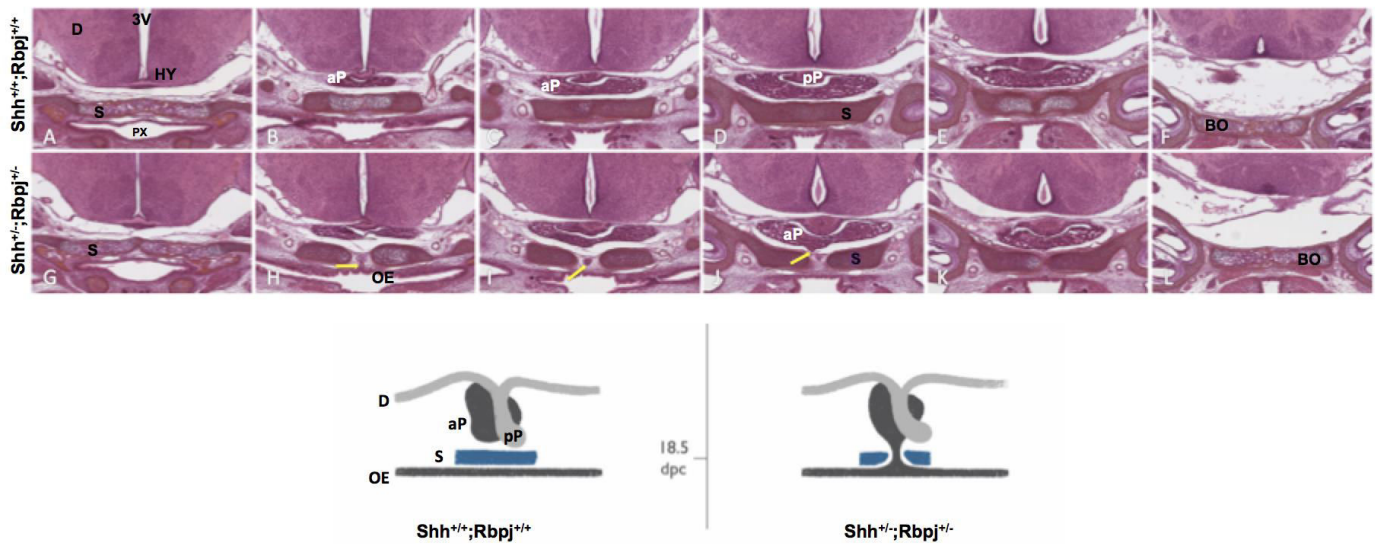 Shh+/+;Rbpj+/+
D 3V HY S PX A
aP B
aP C
pP S D
E
BO F
Shh+/-;Rbpj+/-
S G
OE H
I
aP S J
K
BO L
D
aP pP
S
OE
18.5
dpc
Shh+/+;Rbpj+/+
Shh+/-;Rbpj+/-